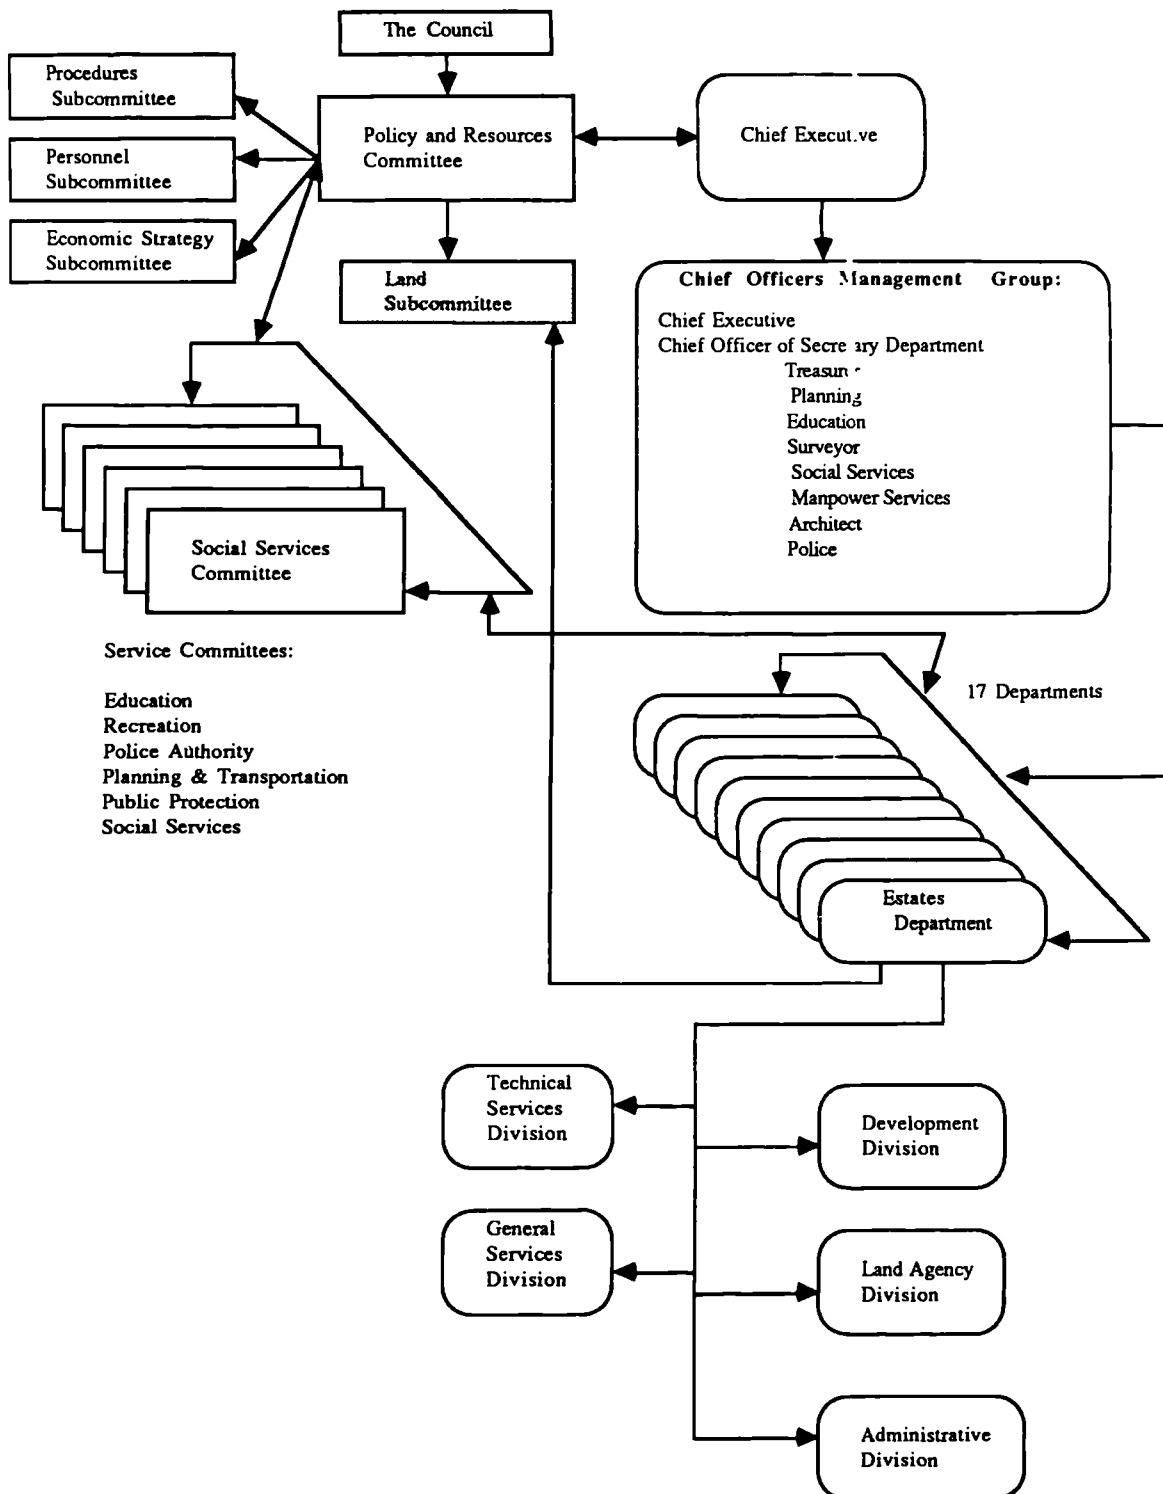 The Council
Procedures
Subcommittee
Policy and Resources
Committee
Chief Execut.ve
Personnel
Subcommittee
Economic Strategy
Subcommittee
Land
Subcommittee
Chief Officers Management Group:
Chief Executive
Chief Officer of Secre ary Department
Treasur
Planning
Education
Surveyor
Social Services
Manpower Services
Architect
Police
Social Services
Committee
Service Committees:
Education
Recreation
Police Authority
Planning & Transportation
Public Protection
Social Services
17 Departments
Estates
Department
Technical
Services
Division
Development
Division
General
Services
Division
Land Agency
Division
Administrative
Division